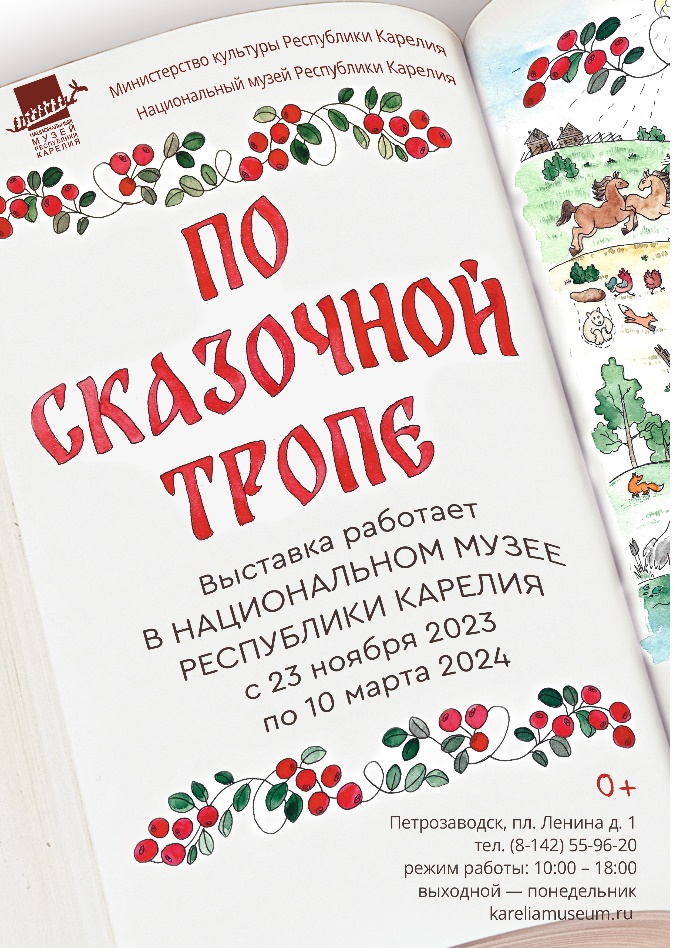 Министерство культуры Республики Карелия
Национальный музей Республики Карелия
НАЦИОНАЛЬНЫЙ
МУЗЕЙ
РЕСПУБЛИКИ
КАРЕЛИЯ
ПО
СКАЗОЧНОЙ
ТРОПЕ
Выставка работает
В НАЦИОНАЛЬНОМ МУЗЕЕ
РЕСПУБЛИКИ КАРЕЛИЯ
с 23 ноября 2023
по 10 марта 2024
0+
Петрозаводск, пл. Ленина д. 1
тел. (8-142) 55-96-20
режим работы: 10:00 – 18:00
выходной — понедельник
kareliamuseum.ru